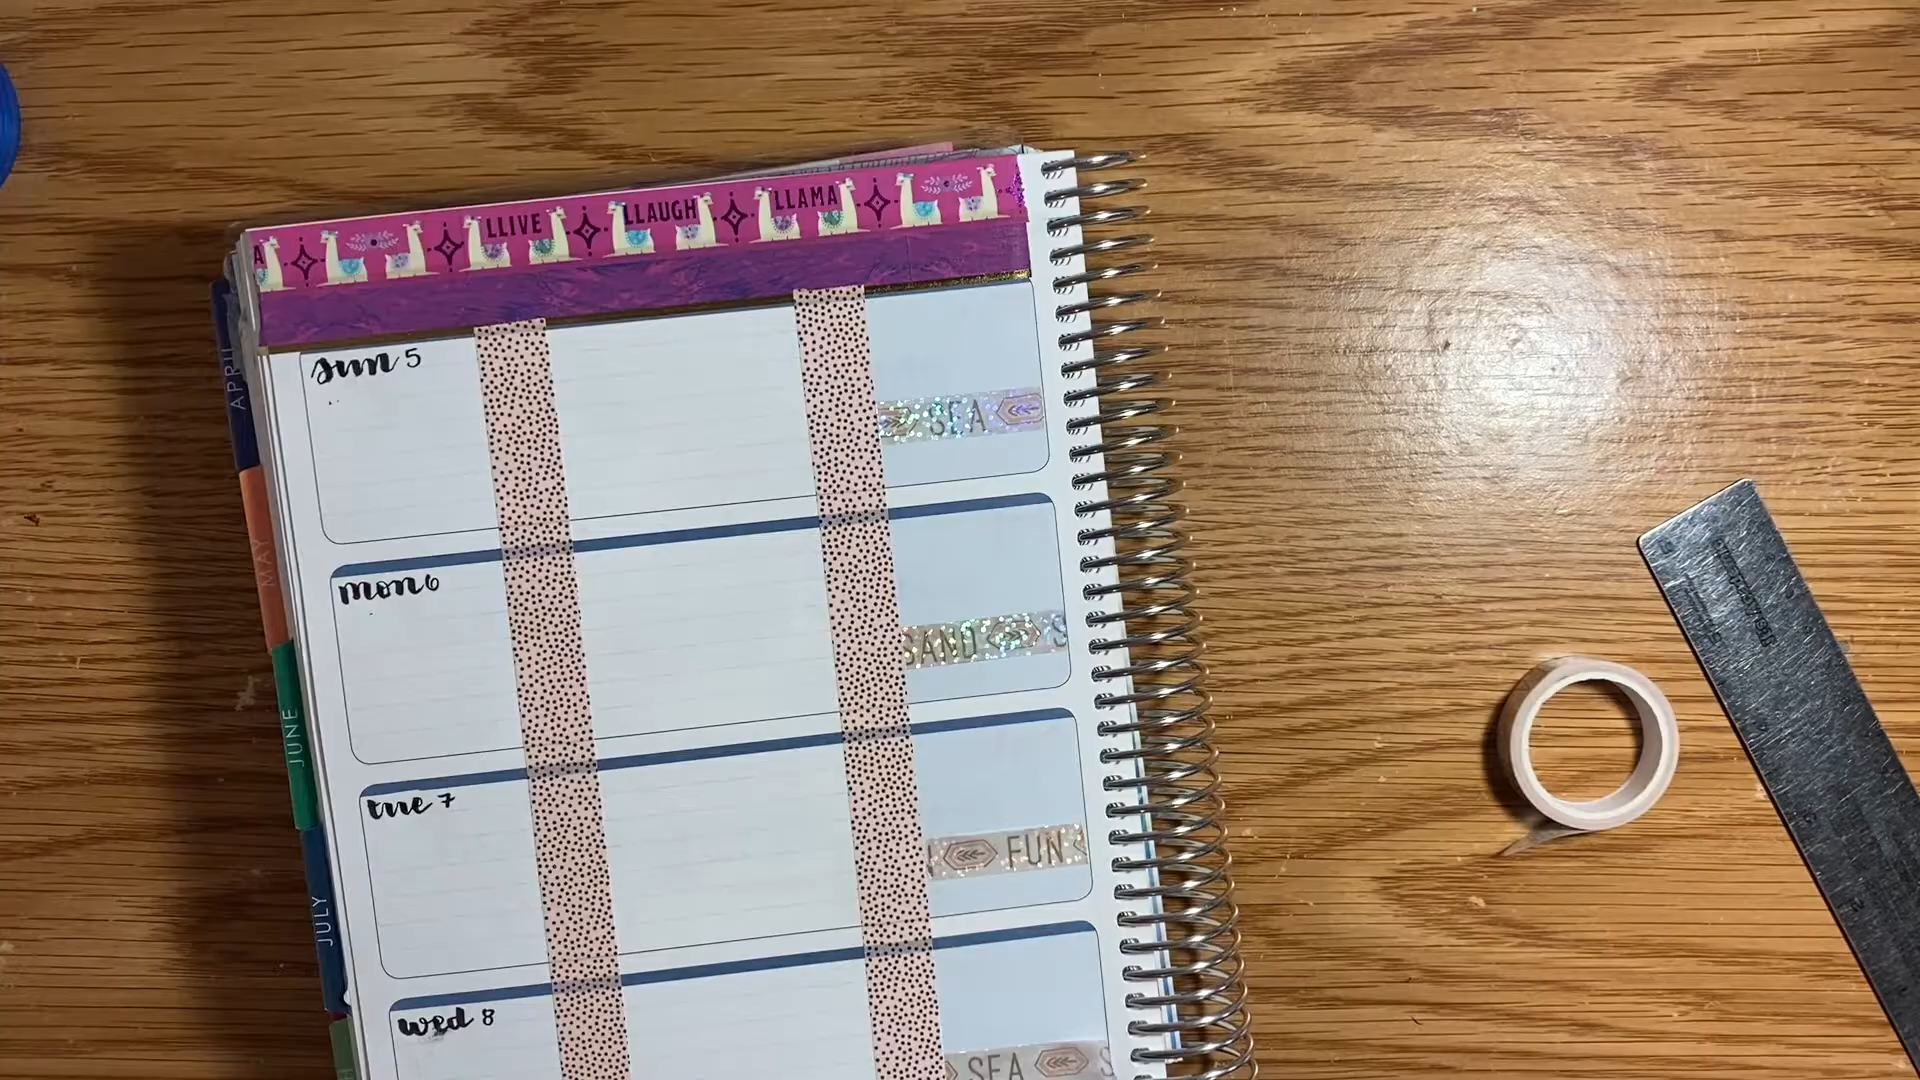 A LLIVE LLAUGH LLAMA
sun 5
SEA
mon 6
SAND S
tue 7
FUN
wed 8
SEA S
APRIL
MAY
JUNE
JULY